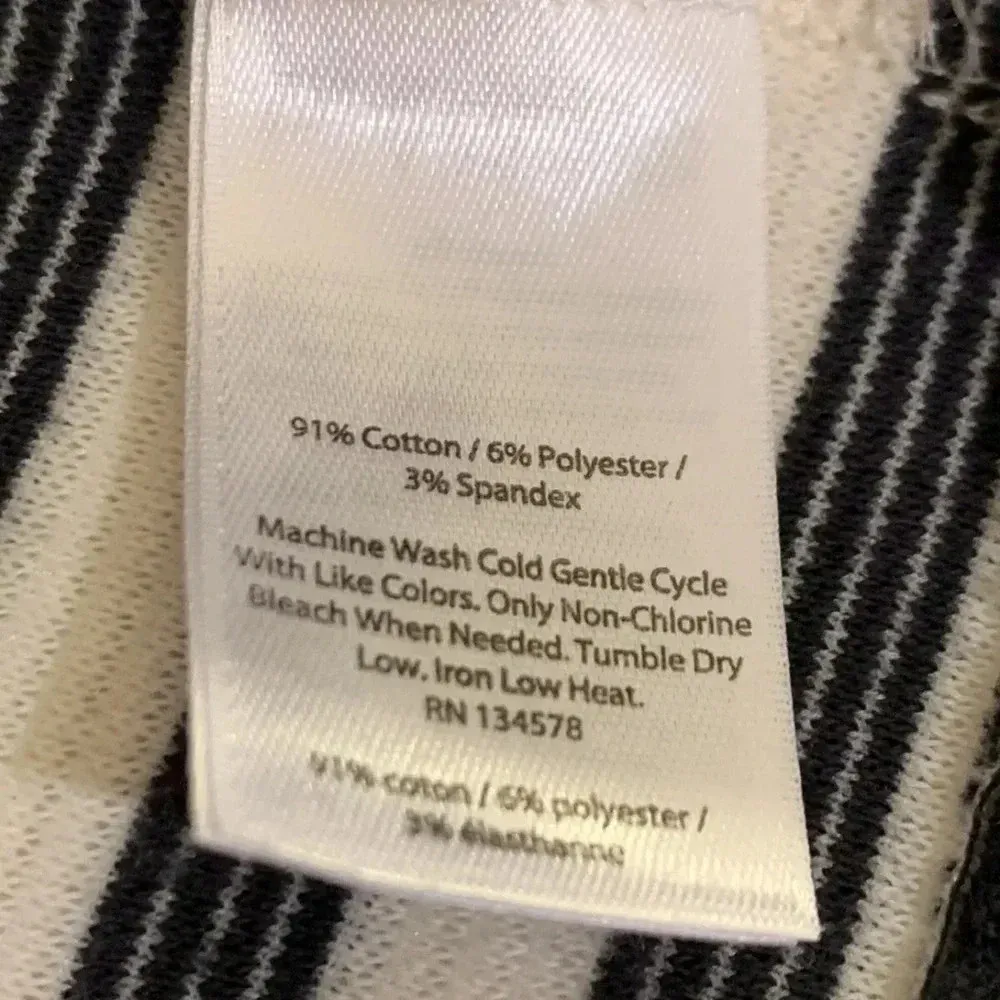 91% Cotton / 6% Polyester /
3% Spandex
Machine Wash Cold Gentle Cycle
With Like Colors. Only Non-Chlorine
Bleach When Needed. Tumble Dry
Low. Iron Low Heat.
RN 134578
91% coton / 6% polyester /
3% élasthanne